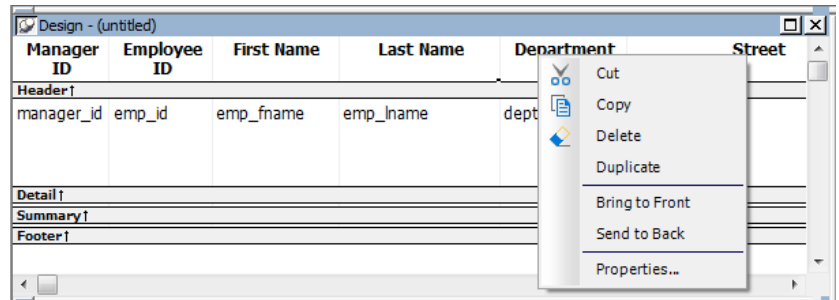 Design - (untitled)
Manager ID Employee ID First Name Last Name Department Street
Header↑
manager_id emp_id emp_fname emp_lname dept
Detail↑
Summary↑
Footer↑
Cut
Copy
Delete
Duplicate
Bring to Front
Send to Back
Properties...